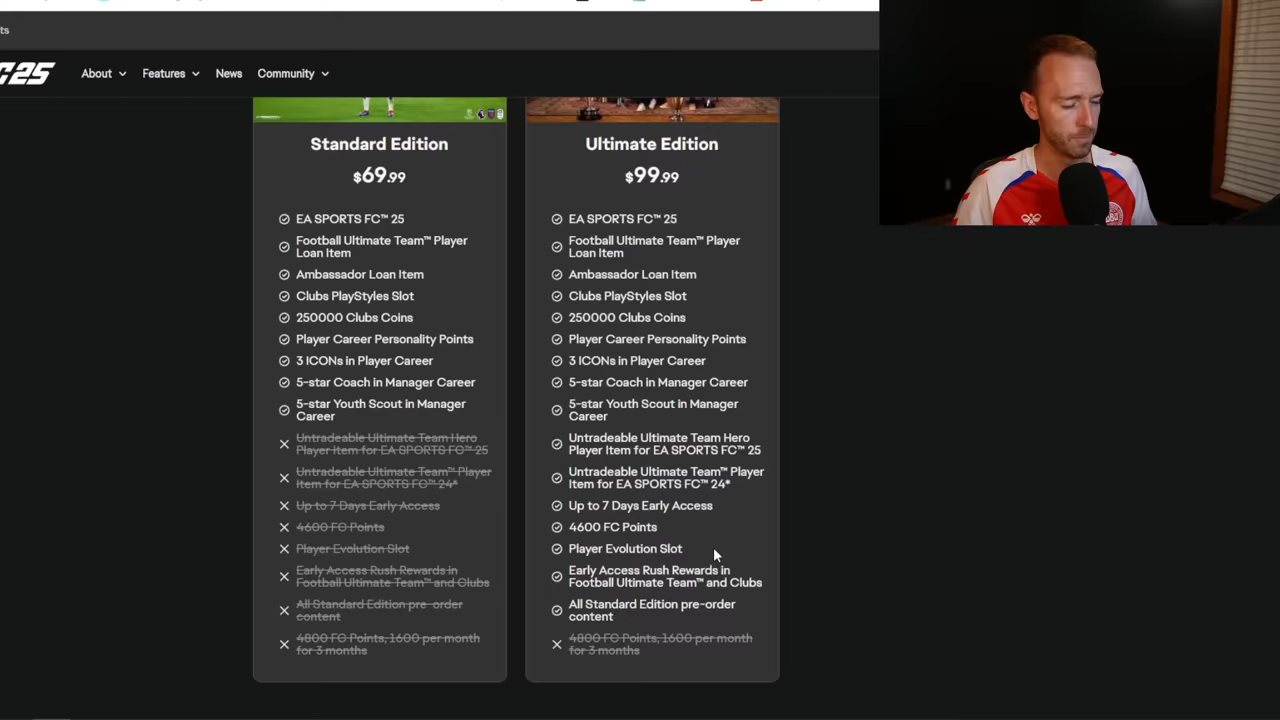 ts
C25
About
Features
News
Community
Standard Edition
$69.99
EA SPORTS FC™ 25
Football Ultimate Team™ Player
Loan Item
Ambassador Loan Item
Clubs PlayStyles Slot
250000 Clubs Coins
Player Career Personality Points
3 ICONs in Player Career
5-star Coach in Manager Career
5-star Youth Scout in Manager
Career
Untradeable Ultimate Team Hero
Player Item for EA SPORTS FC™ 25
Untradeable Ultimate Team™ Player
Item for EA SPORTS FC™ 24*
Up to 7 Days Early Access
4600 FC Points
Player Evolution Slot
Early Access Rush Rewards in
Football Ultimate Team™ and Clubs
All Standard Edition pre-order
content
4800 FC Points, 1600 per month
for 3 months
Ultimate Edition
$99.99
EA SPORTS FC™ 25
Football Ultimate Team™ Player
Loan Item
Ambassador Loan Item
Clubs PlayStyles Slot
250000 Clubs Coins
Player Career Personality Points
3 ICONs in Player Career
5-star Coach in Manager Career
5-star Youth Scout in Manager
Career
Untradeable Ultimate Team Hero
Player Item for EA SPORTS FC™ 25
Untradeable Ultimate Team™ Player
Item for EA SPORTS FC™ 24*
Up to 7 Days Early Access
4600 FC Points
Player Evolution Slot
Early Access Rush Rewards in
Football Ultimate Team™ and Clubs
All Standard Edition pre-order
content
4800 FC Points, 1600 per month
for 3 months